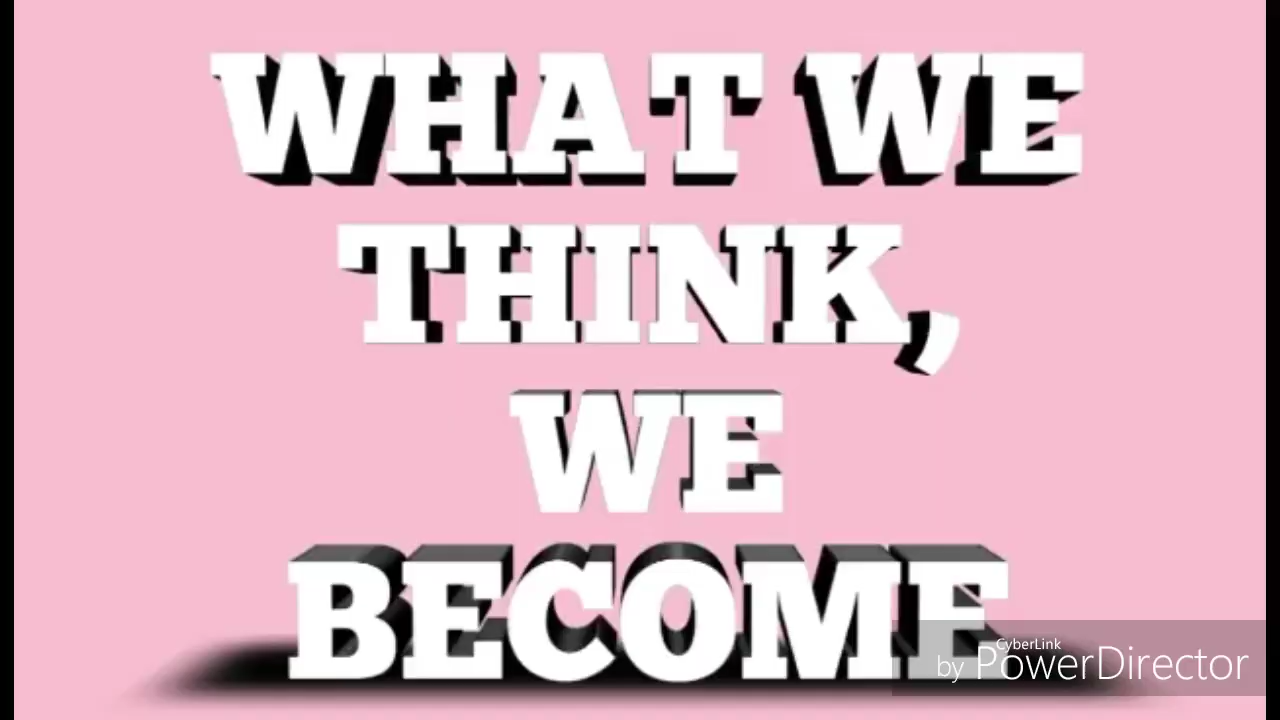 WHAT WE
THINK,
WE
BECOME
CyberLink
by PowerDirector